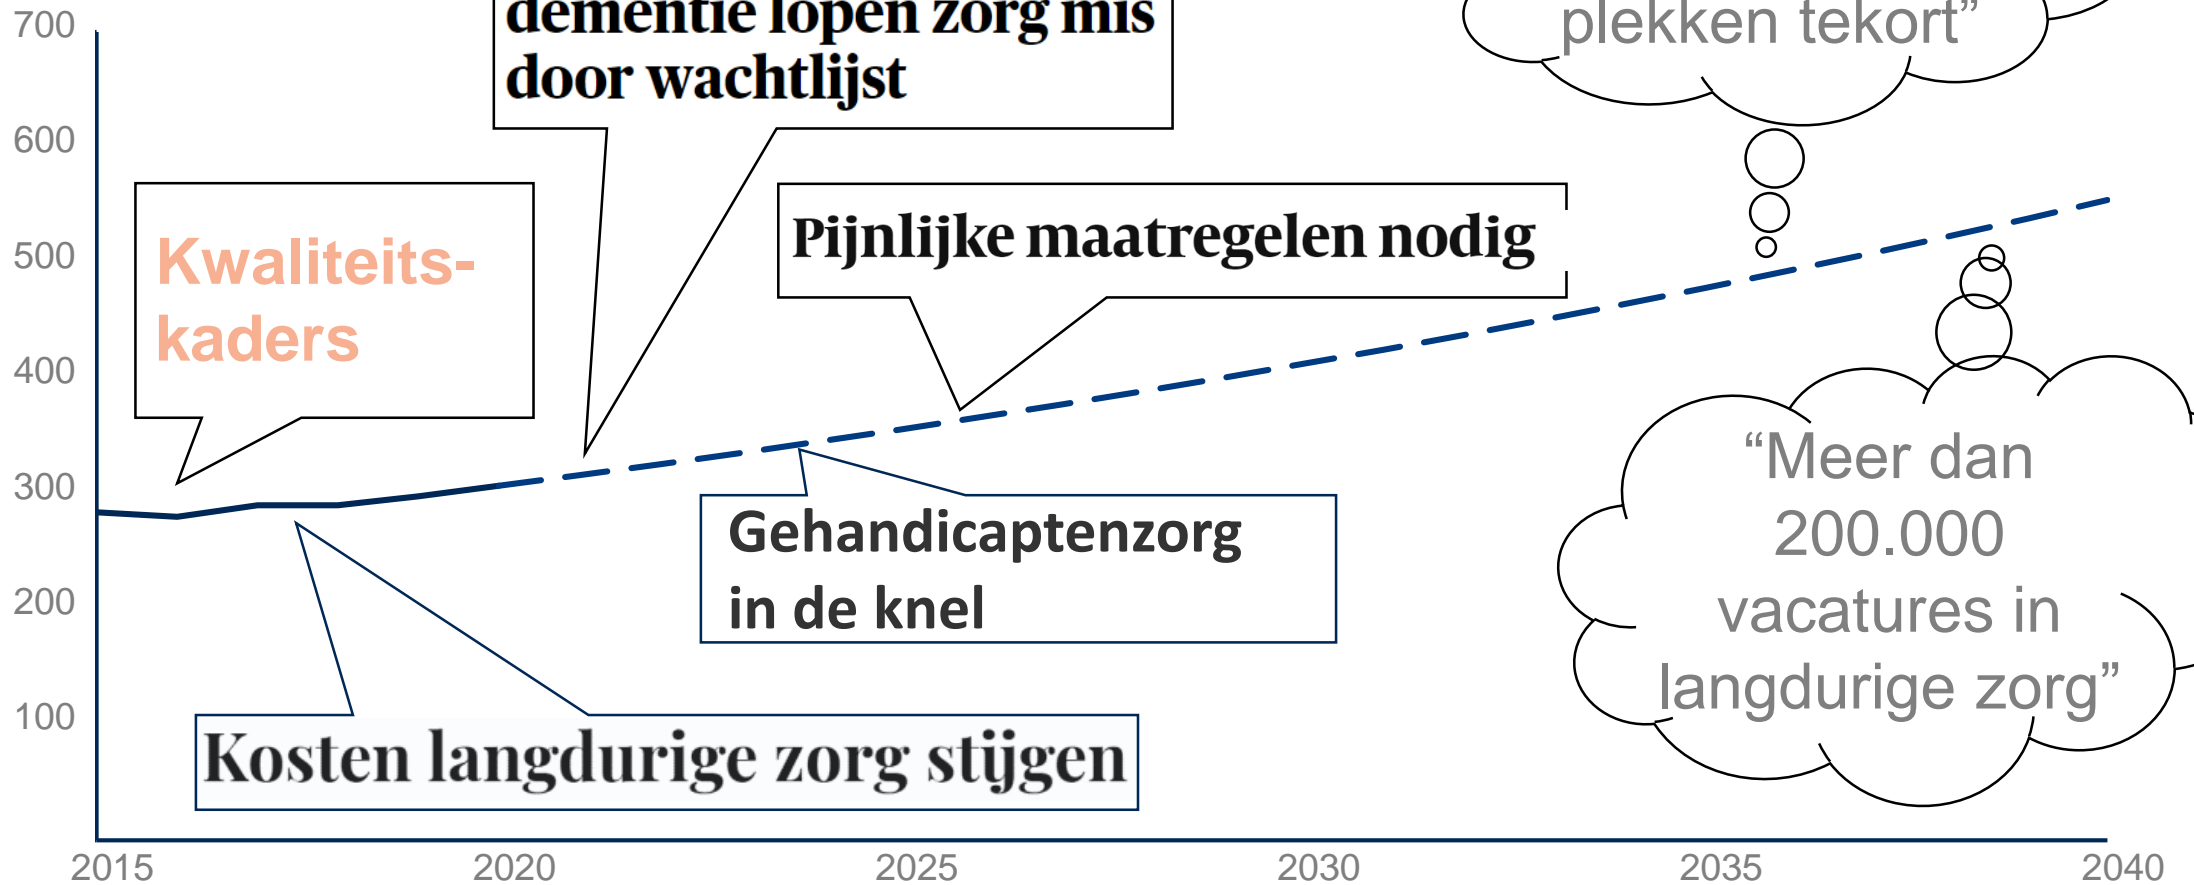 700
600
500
400
300
200
100
dementie lopen zorg mis
door wachtlijst
plekken tekort”
Kwaliteits-
kaders
Pijnlijke maatregelen nodig
Gehandicaptenzorg
in de knel
“Meer dan
200.000
vacatures in
langdurige zorg”
Kosten langdurige zorg stijgen
2015
2020
2025
2030
2035
2040